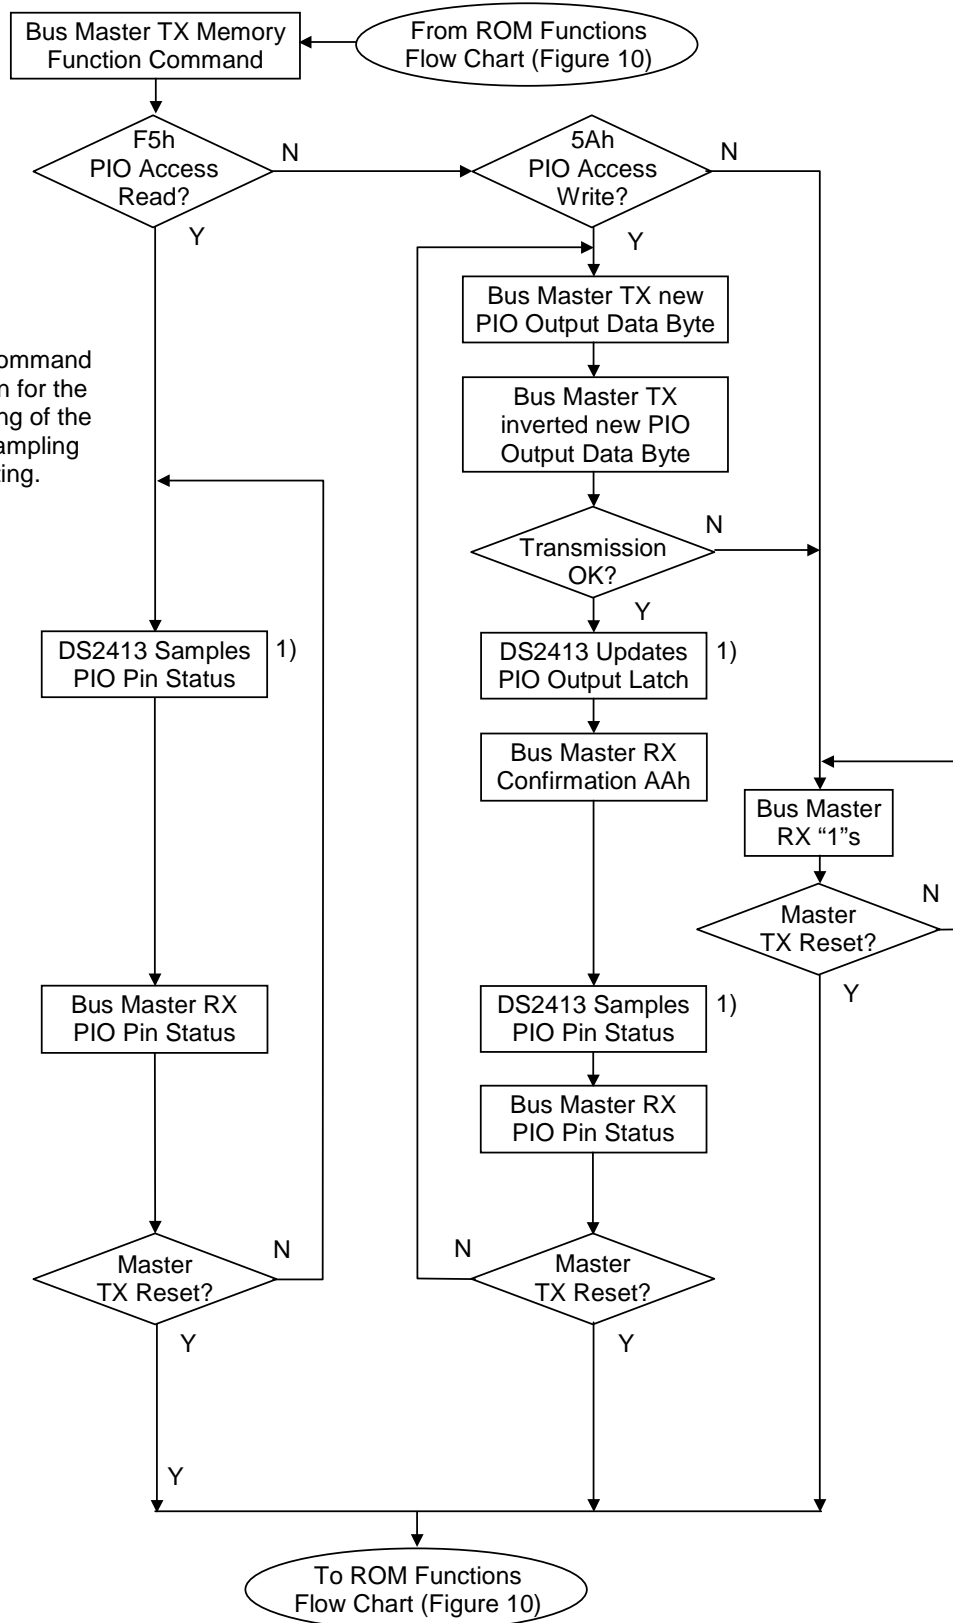 Bus Master TX Memory
Function Command
From ROM Functions
Flow Chart (Figure 10)
F5h
PIO Access
Read?
N
Y
5Ah
PIO Access
Write?
N
Y
Bus Master TX new
PIO Output Data Byte
Bus Master TX
inverted new PIO
Output Data Byte
for the
ng of the
Transmission
OK?
N
Y
DS2413 Samples
PIO Pin Status
1)
DS2413 Updates
PIO Output Latch
1)
Bus Master RX
Confirmation AAh
Bus Master
RX “1”s
Master
TX Reset?
N
Y
Bus Master RX
PIO Pin Status
DS2413 Samples
PIO Pin Status
1)
Bus Master RX
PIO Pin Status
Master
TX Reset?
N
Y
Master
TX Reset?
N
Y
Y
To ROM Functions
Flow Chart (Figure 10)